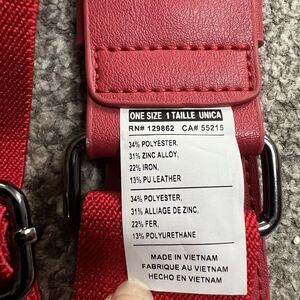 ONE SIZE 1 TAILLE UNICA
RN# 129862 CA# 55215
34% POLYESTER,
31% ZINC ALLOY,
22% IRON,
13% PU LEATHER
34% POLYESTER,
31% ALLIAGE DE ZINC,
22% FER,
13% POLYURETHANE
MADE IN VIETNAM
FABRIQUE AU VIETNAM
HECHO EN VIETNAM